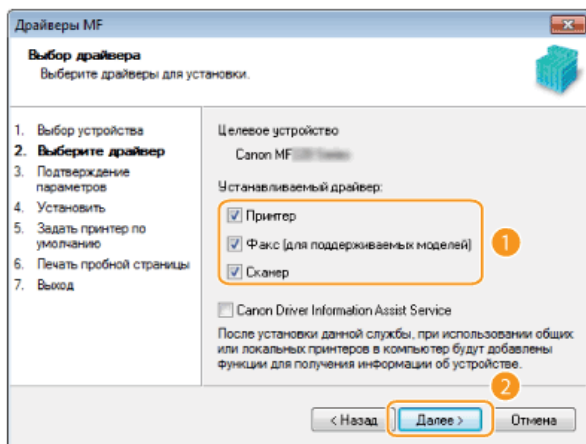 Драйверы MF
Выбор драйвера
Выберите драйверы для установки.
1. Выбор устройства
2. Выберите драйвер
3. Подтверждение
параметров
4. Установить
5. Задать принтер по
умолчанию
6. Печать пробной страницы
7. Выход
Целевое устройство
Canon MF
Устанавливаемый драйвер:
Принтер
Факс (для поддерживаемых моделей)
Сканер
1
Canon Driver Information Assist Service
После установки данной службы, при использовании общих
или локальных принтеров в компьютер будут добавлены
функции для получения информации об устройстве.
2
< Назад
Далее >
Отмена